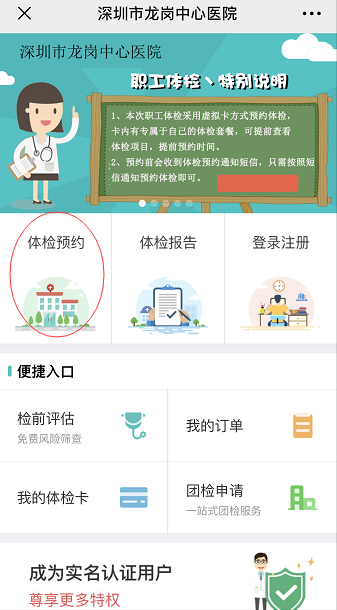 深圳市龙岗中心医院
深圳市龙岗中心医院
职工体检、特别说明
1、本次职工体检采用虚拟卡方式预约体检，
卡内有专属于自己的体检套餐，可提前查看
体检项目，提前预约时间。
2、预约前会收到体检预约通知短信，只需按照短
信通知预约体检即可。
体检预约
体检报告
登录注册
便捷入口
检前评估
免费风险筛查
我的订单
我的体检卡
团检申请
一站式团检服务
成为实名认证用户
尊享更多特权